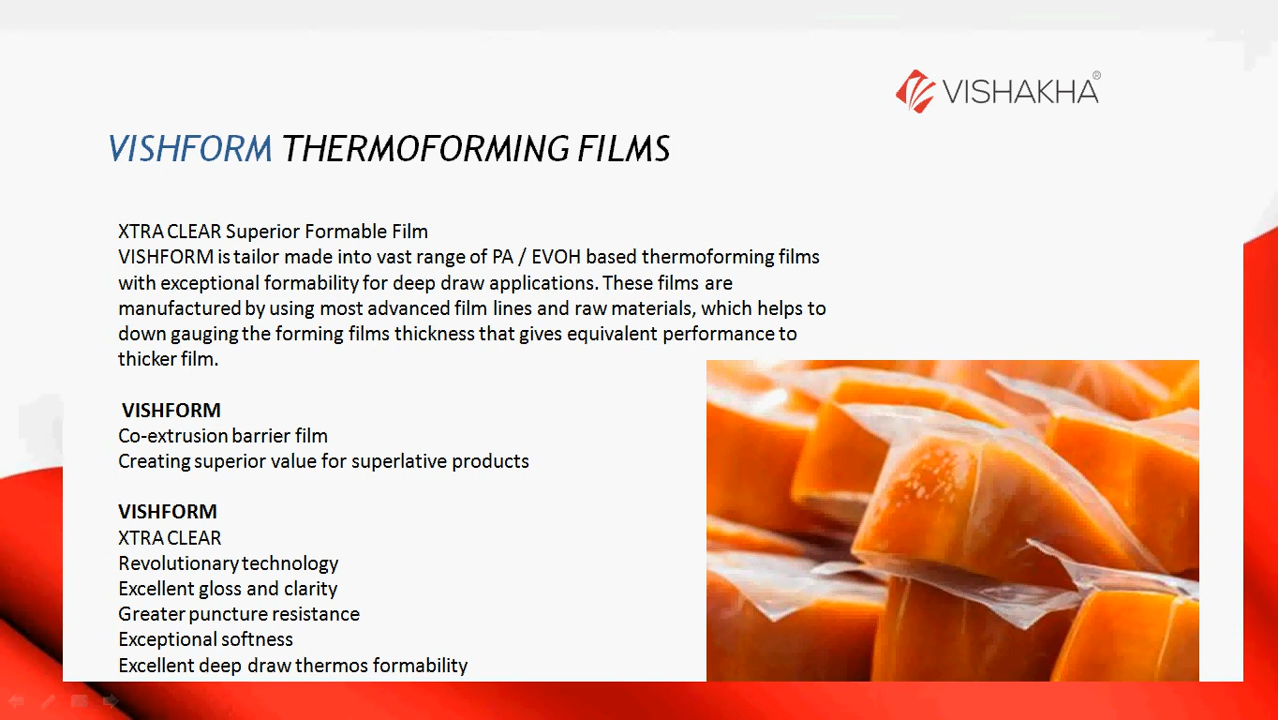 VISHAKHA®
VISHFORM THERMOFORMING FILMS
XTRA CLEAR Superior Formable Film
VISHFORM is tailor made into vast range of PA / EVOH based thermoforming films
with exceptional formability for deep draw applications. These films are
manufactured by using most advanced film lines and raw materials, which helps to
down gauging the forming films thickness that gives equivalent performance to
thicker film.
VISHFORM
Co-extrusion barrier film
Creating superior value for superlative products
VISHFORM
XTRA CLEAR
Revolutionary technology
Excellent gloss and clarity
Greater puncture resistance
Exceptional softness
Excellent deep draw thermos formability